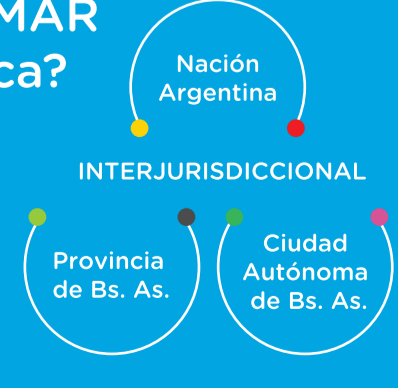 MAR
ca?
Nación
Argentina
INTERJURISDICCIONAL
Provincia
de Bs. As.
Ciudad
Autónoma
de Bs. As.